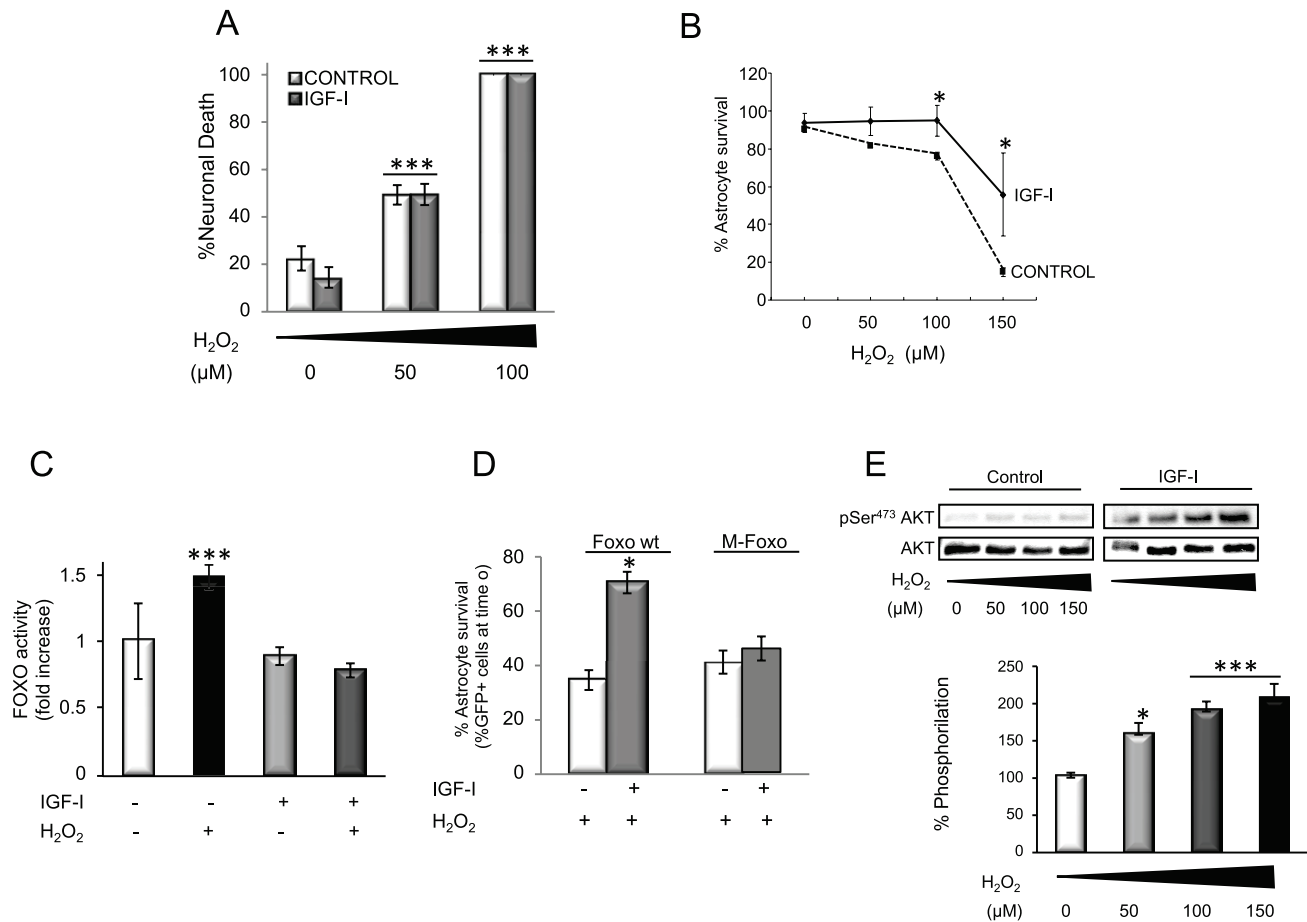 A
***
***
100
80
60
40
20
0
%Neuronal Death
CONTROL
IGF-I
H₂O₂
(µM)
0 50 100
B
120
100
80
60
40
20
0
% Astrocyte survival
*
*
IGF-I
CONTROL
0 50 100 150
H₂O₂ (µM)
C
***
1.5
1
0.5
0
FOXO activity
(fold increase)
IGF-I - - + +
H₂O₂ - + - +
D
Foxo wt M-Foxo
*
80
60
40
20
0
% Astrocyte survival
(%GFP+ cells at time o)
IGF-I - + - +
H₂O₂ + + + +
E
Control IGF-I
pSer⁴⁷³ AKT
AKT
H₂O₂
(µM) 0 50 100 150
250
200
150
100
50
0
% Phosphorilation
*
***
H₂O₂
(µM) 0 50 100 150